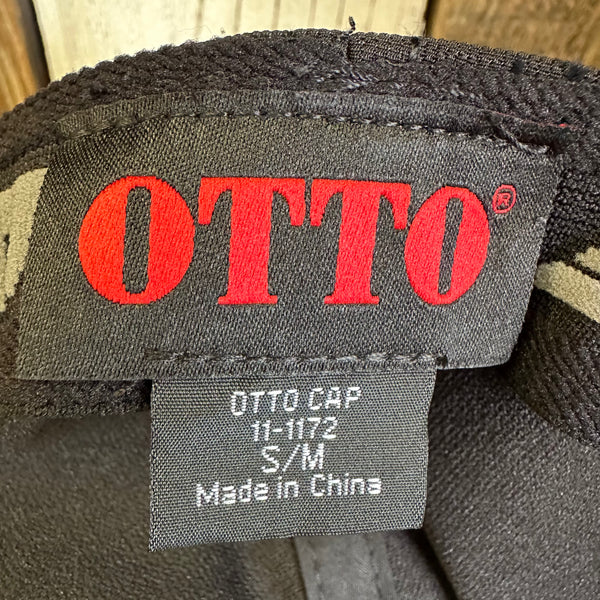 OTTO®
OTTO CAP
11-1172
S/M
Made in China